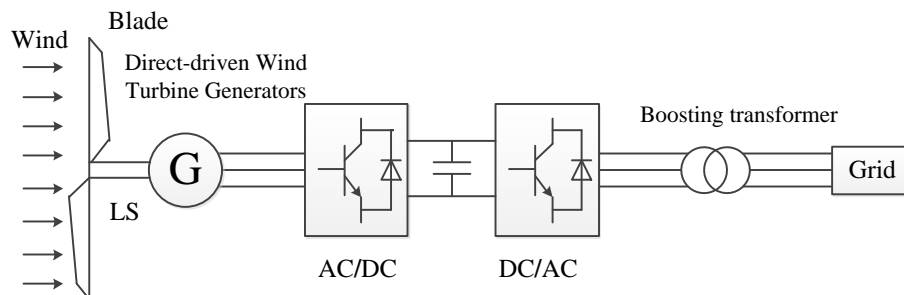 Blade
Wind
Direct-driven Wind
Turbine Generators
Boosting transformer
G
Grid
LS
AC/DC
DC/AC